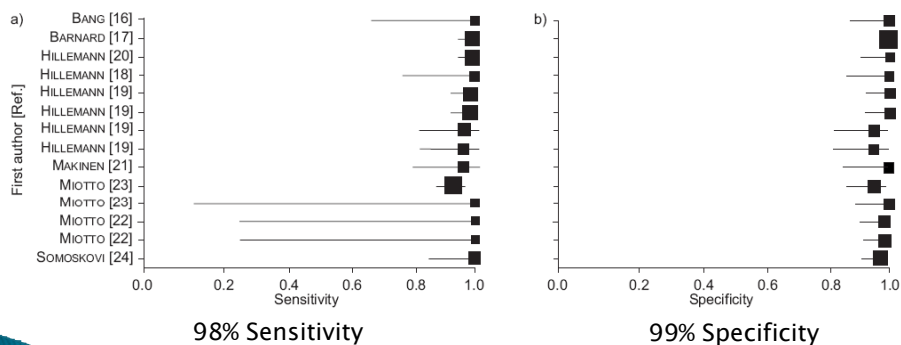 a)
b)
First author [Ref.]
BANG [16]
BARNARD [17]
HILLEMANN [20]
HILLEMANN [18]
HILLEMANN [19]
HILLEMANN [19]
HILLEMANN [19]
HILLEMANN [19]
MAKINEN [21]
MIOTTO [23]
MIOTTO [23]
MIOTTO [22]
MIOTTO [22]
SOMOSKOVI [24]
0.0 0.2 0.4 0.6 0.8 1.0
0.0 0.2 0.4 0.6 0.8 1.0
Sensitivity
Specificity
98% Sensitivity
99% Specificity